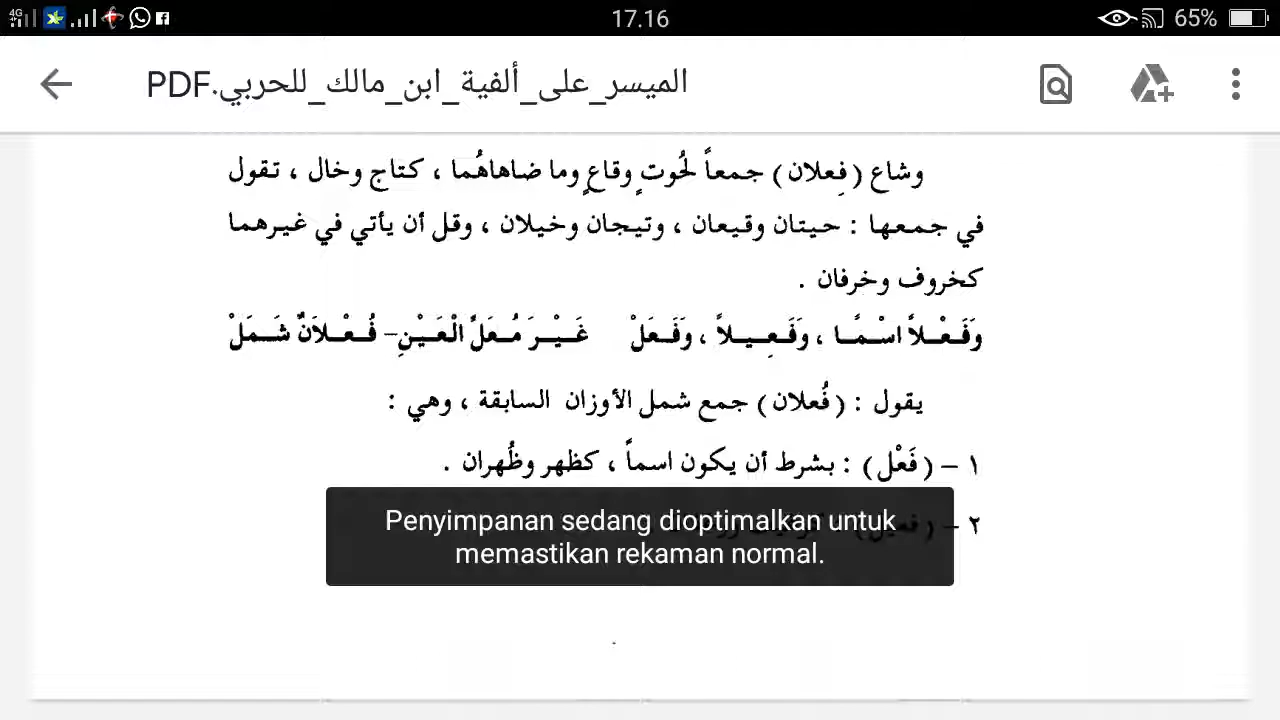 4G
17.16
65%
الميسر_على_ألفية_ابن_مالك_للحربي.PDF
وشاع (فِعلان) جمعاً لحُوتٍ وقاعٍ وما ضاهاهُما ، كتاج وخال ، تقول
في جمعها : حيتان وقيعان ، وتيجان وخيلان ، وقل أن يأتي في غيرهما
كخروف وخرفان .
وَفَعْلاً اسْمًا ، وَفَعِيلاً ، وَفَعَلْ غَيْرَ مُعَلِّ الْعَيْنِ– فُعْلاَنٌ شَمَلْ
يقول : (فُعلان) جمع شمل الأوزان السابقة ، وهي :
١ – (فَعْل) : بشرط أن يكون اسماً ، كظهر وظُهران .
٢ – (فعيل)
Penyimpanan sedang dioptimalkan untuk
memastikan rekaman normal.